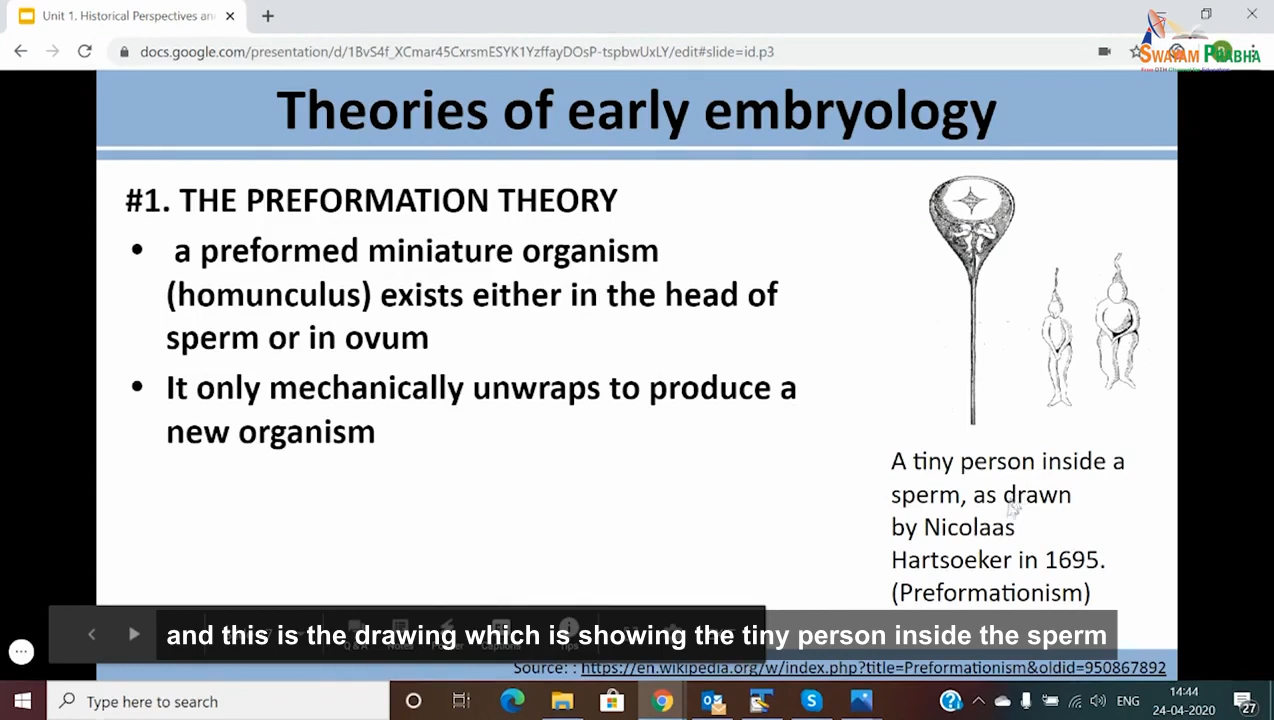 Unit 1. Historical Perspectives an
docs.google.com/presentation/d/1BvS4f_XCmar45CxrsmESYK1YzffayDOsP-tspbwUxLY/edit#slide=id.p3
SWAYAM PRABHA
Theories of early embryology
#1. THE PREFORMATION THEORY
• a preformed miniature organism
(homunculus) exists either in the head of
sperm or in ovum
• It only mechanically unwraps to produce a
new organism
A tiny person inside a
sperm, as drawn
by Nicolaas
Hartsoeker in 1695.
(Preformationism)
and this is the drawing which is showing the tiny person inside the sperm
Q & A
Notes
Captions
Tips
Source: : https://en.wikipedia.org/w/index.php?title=Preformationism&oldid=950867892
Type here to search
ENG
14:44
24-04-2020
27